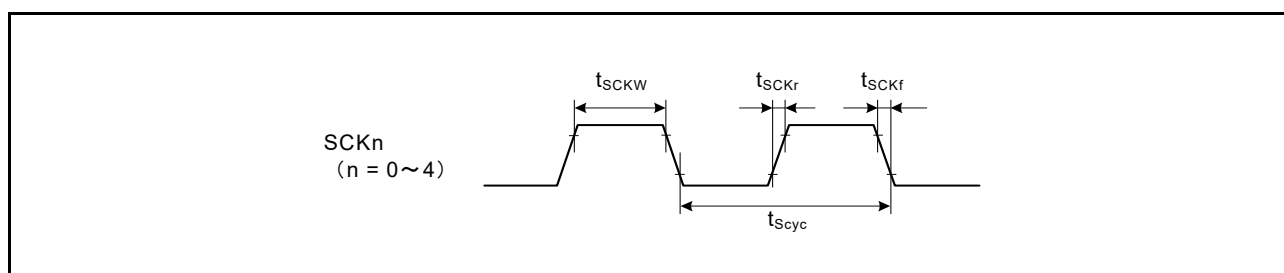 tSCKW tSCKr tSCKf
SCKn
（n = 0～4）
tScyc